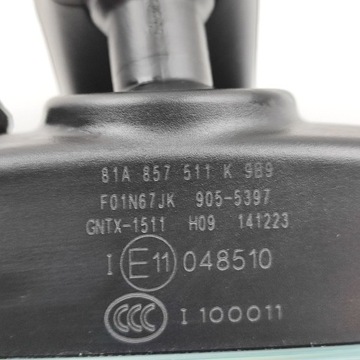 81A 857 511 K 9B9
F01N67JK 905-5397
GNTX-1511 H09 141223
I E11 048510
CCC I 100011